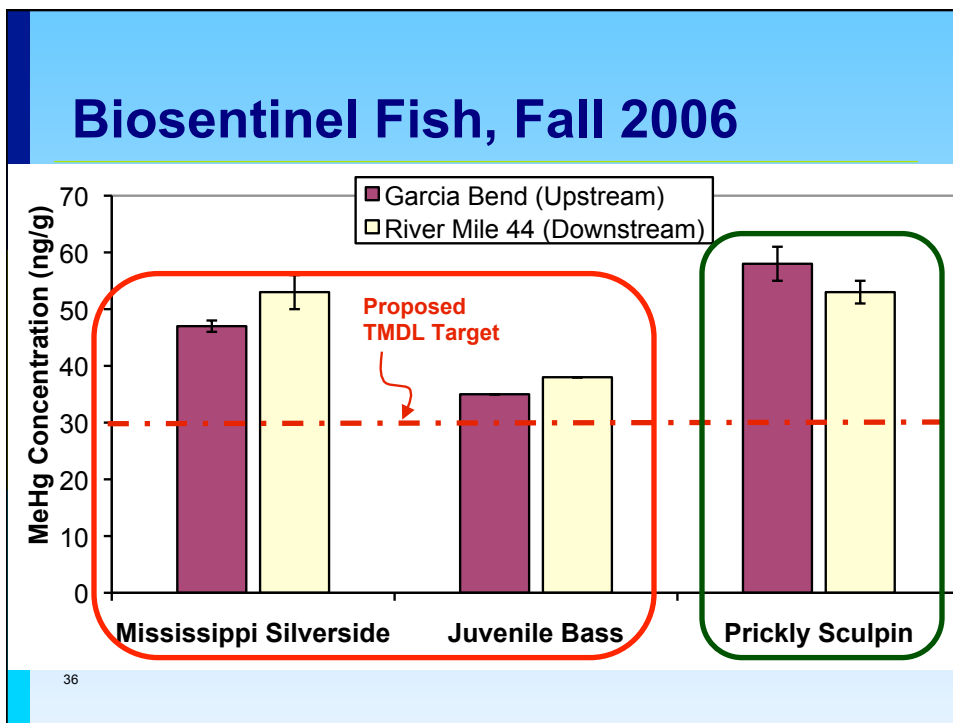 Biosentinel Fish, Fall 2006
Garcia Bend (Upstream)
River Mile 44 (Downstream)
MeHg Concentration (ng/g)
70
60
50
40
30
20
10
0
Proposed
TMDL Target
Mississippi Silverside
Juvenile Bass
Prickly Sculpin
36